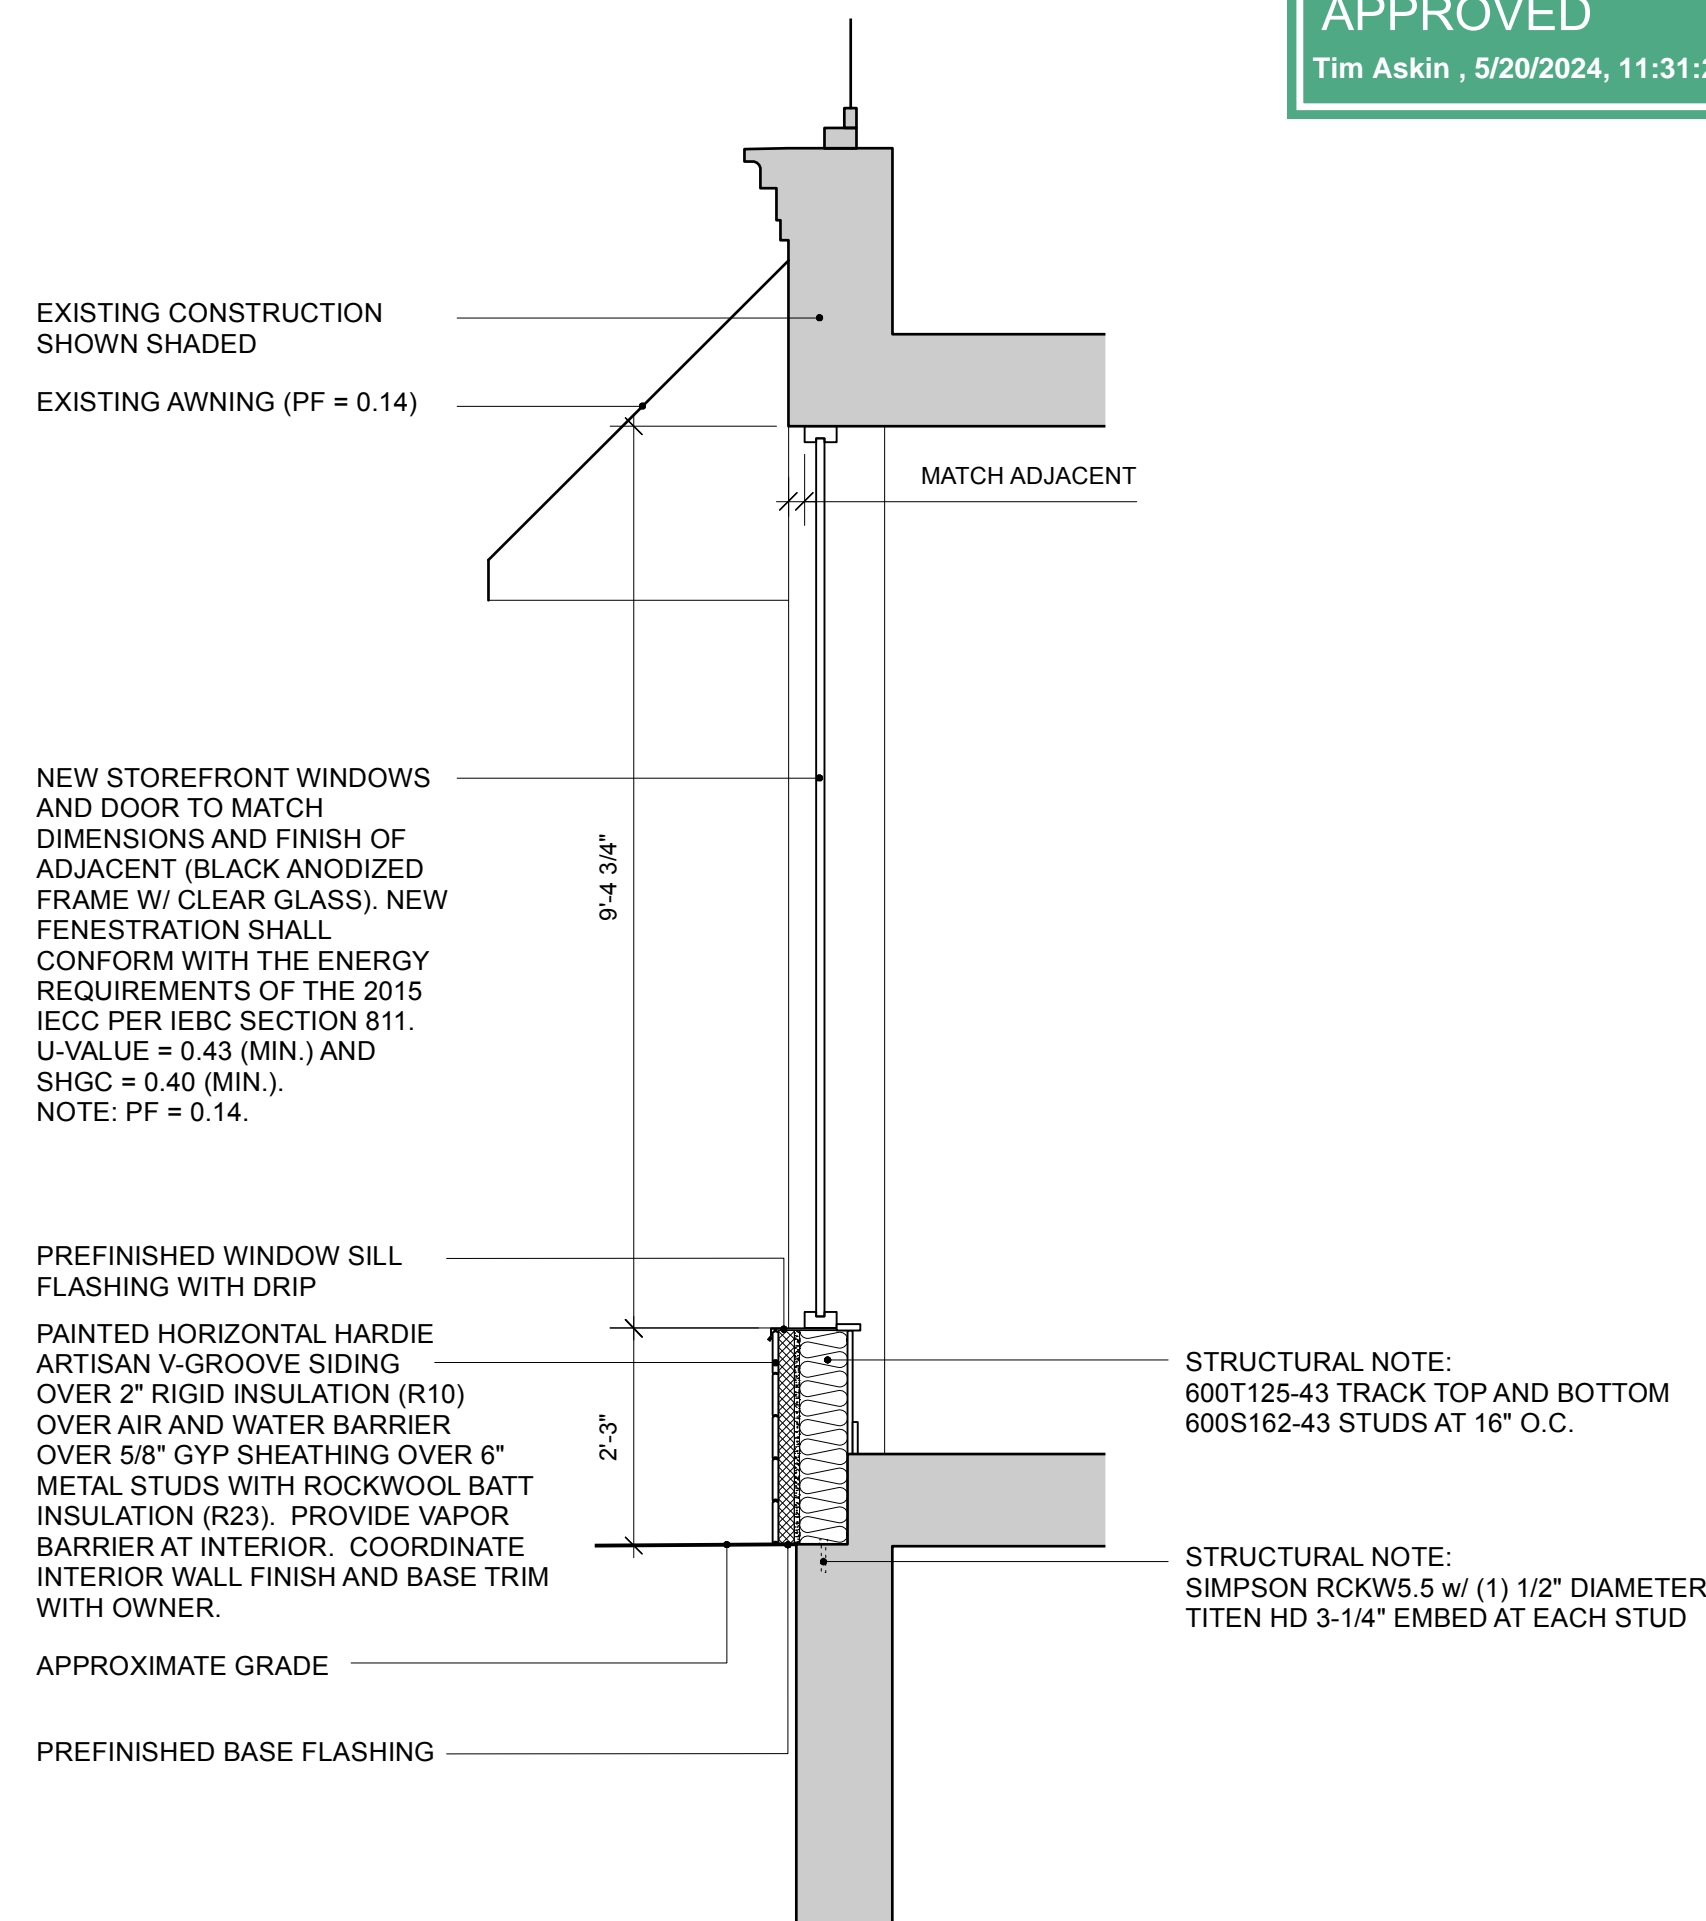 APPROVED
Tim Askin , 5/20/2024, 11:31:2
EXISTING CONSTRUCTION
SHOWN SHADED
EXISTING AWNING (PF = 0.14)
MATCH ADJACENT
NEW STOREFRONT WINDOWS
AND DOOR TO MATCH
DIMENSIONS AND FINISH OF
ADJACENT (BLACK ANODIZED
FRAME W/ CLEAR GLASS). NEW
FENESTRATION SHALL
CONFORM WITH THE ENERGY
REQUIREMENTS OF THE 2015
IECC PER IEBC SECTION 811.
U-VALUE = 0.43 (MIN.) AND
SHGC = 0.40 (MIN.).
NOTE: PF = 0.14.
9'-4 3/4"
PREFINISHED WINDOW SILL
FLASHING WITH DRIP
PAINTED HORIZONTAL HARDIE
ARTISAN V-GROOVE SIDING
OVER 2" RIGID INSULATION (R10)
OVER AIR AND WATER BARRIER
OVER 5/8" GYP SHEATHING OVER 6"
METAL STUDS WITH ROCKWOOL BATT
INSULATION (R23).  PROVIDE VAPOR
BARRIER AT INTERIOR.  COORDINATE
INTERIOR WALL FINISH AND BASE TRIM
WITH OWNER.
2'-3"
STRUCTURAL NOTE:
600T125-43 TRACK TOP AND BOTTOM
600S162-43 STUDS AT 16" O.C.
STRUCTURAL NOTE:
SIMPSON RCKW5.5 w/ (1) 1/2" DIAMETER
TITEN HD 3-1/4" EMBED AT EACH STUD
APPROXIMATE GRADE
PREFINISHED BASE FLASHING